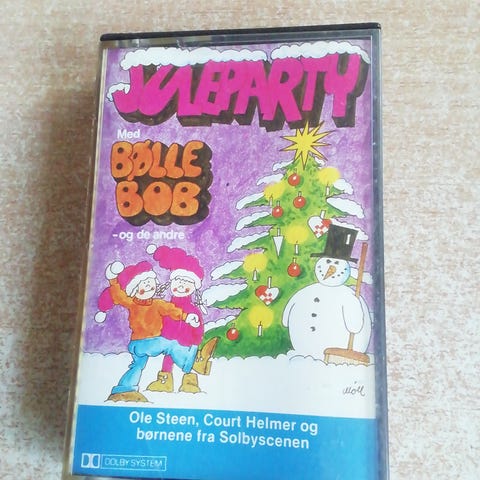 JULEPARTY
Med
BØLLE
BOB
-og de andre
Ole Steen, Court Helmer og
børnene fra Solbyscenen
DOLBY SYSTEM